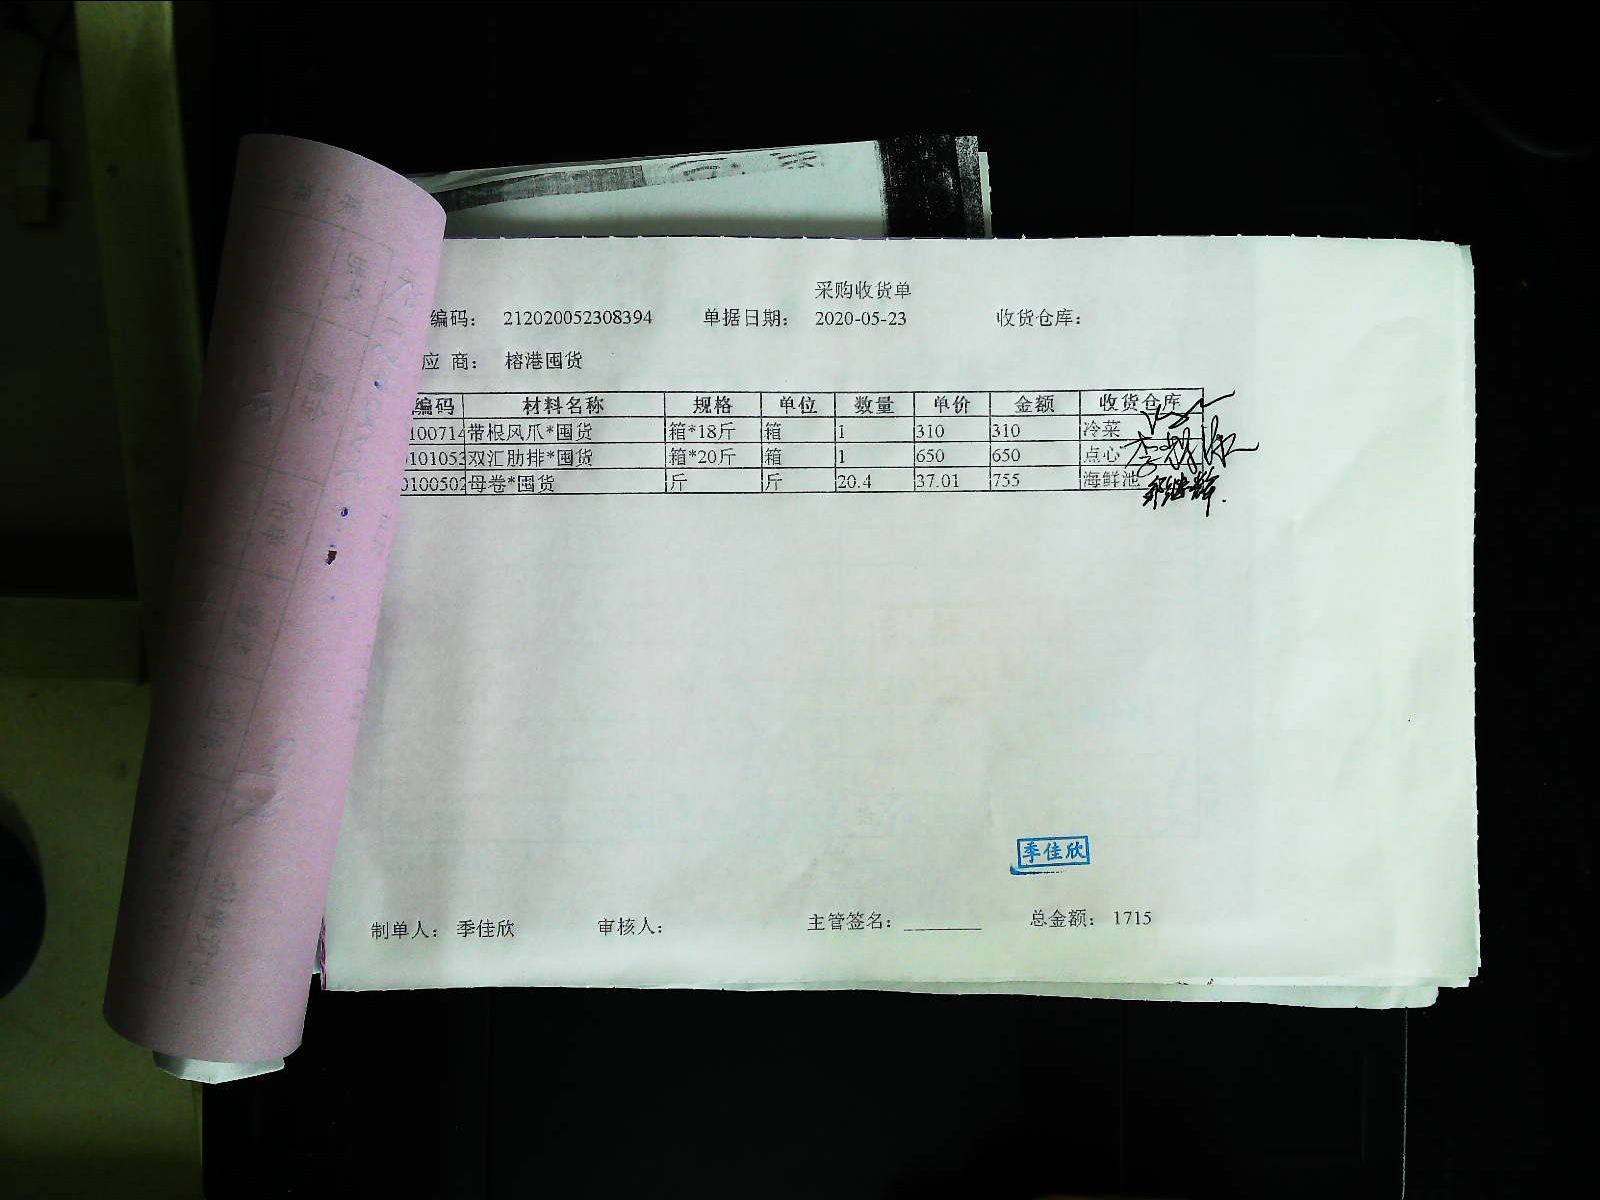 采购收货单
编码： 212020052308394 单据日期： 2020-05-23 收货仓库：
应 商： 榕港囤货
编码 材料名称 规格 单位 数量 单价 金额 收货仓库
100714 带根凤爪*囤货 箱*18斤 箱 1 310 310 冷菜
101053 双汇肋排*囤货 箱*20斤 箱 1 650 650 点心
0100502 母卷*囤货 斤 斤 20.4 37.01 755 海鲜池
季佳欣
制单人： 季佳欣 审核人： 主管签名： 总金额： 1715